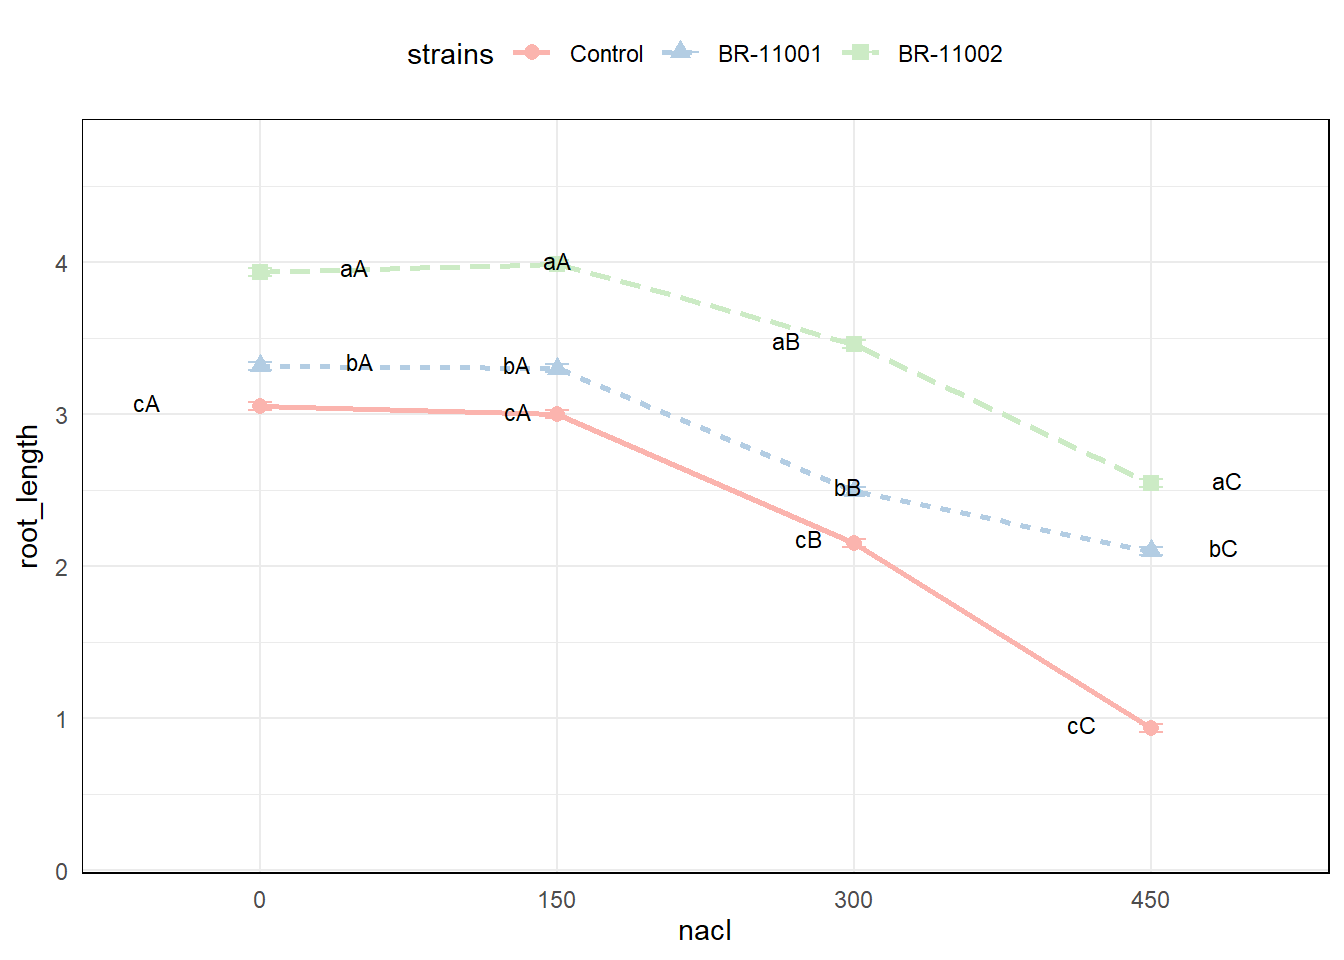 strains Control BR-11001 BR-11002
4
3
2
1
0
root_length
aA aA
aB
bA bA
cA cA
aC
bB
cB bC
cC
0 150 300 450
nacl